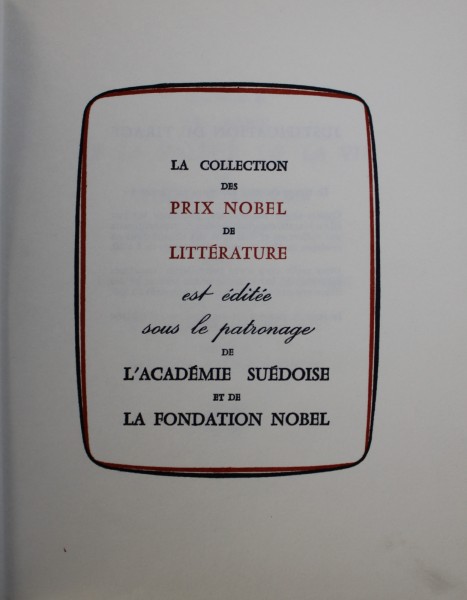 LA COLLECTION
DES
PRIX NOBEL
DE
LITTÉRATURE
est éditée
sous le patronage
DE
L'ACADÉMIE SUÉDOISE
ET DE
LA FONDATION NOBEL